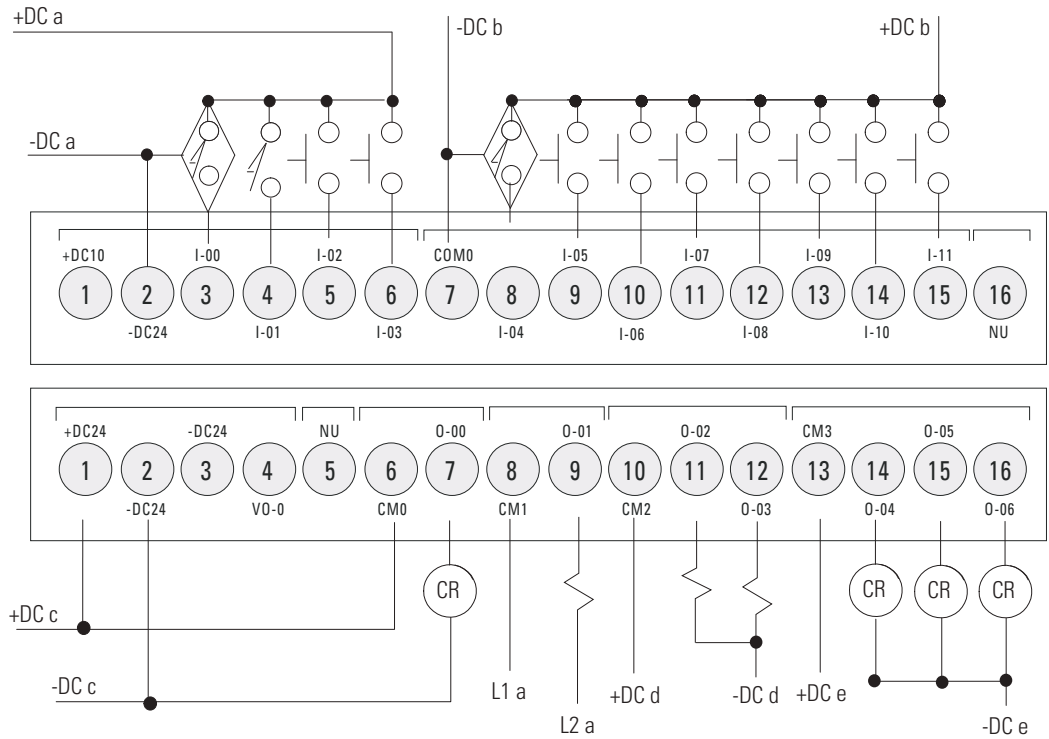 +DC a
-DC b
+DC b
-DC a
+DC10 I-00 I-02 COM0 I-05 I-07 I-09 I-11
1 2 3 4 5 6 7 8 9 10 11 12 13 14 15 16
-DC24 I-01 I-03 I-04 I-06 I-08 I-10 NU
+DC24 -DC24 NU O-00 O-01 O-02 CM3 O-05
1 2 3 4 5 6 7 8 9 10 11 12 13 14 15 16
-DC24 VO-0 CM0 CM1 CM2 O-03 O-04 O-06
CR CR CR CR
+DC c
-DC c
L1 a
+DC d
-DC d
+DC e
L2 a
-DC e